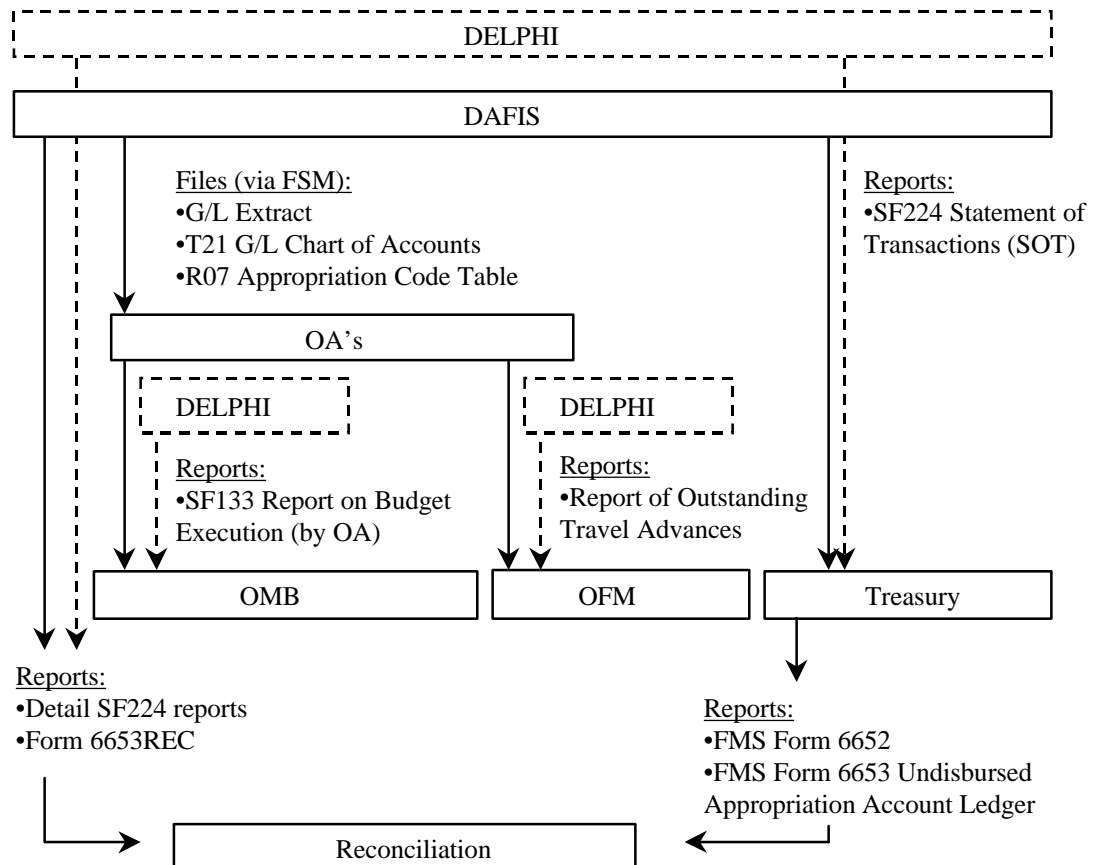 DELPHI
DAFIS
Files (via FSM):
•G/L Extract
•T21 G/L Chart of Accounts
•R07 Appropriation Code Table
Reports:
•SF224 Statement of
Transactions (SOT)
OA’s
DELPHI
DELPHI
Reports:
•SF133 Report on Budget
Execution (by OA)
Reports:
•Report of Outstanding
Travel Advances
OMB
OFM
Treasury
Reports:
•Detail SF224 reports
•Form 6653REC
Reports:
•FMS Form 6652
•FMS Form 6653 Undisbursed
Appropriation Account Ledger
Reconciliation